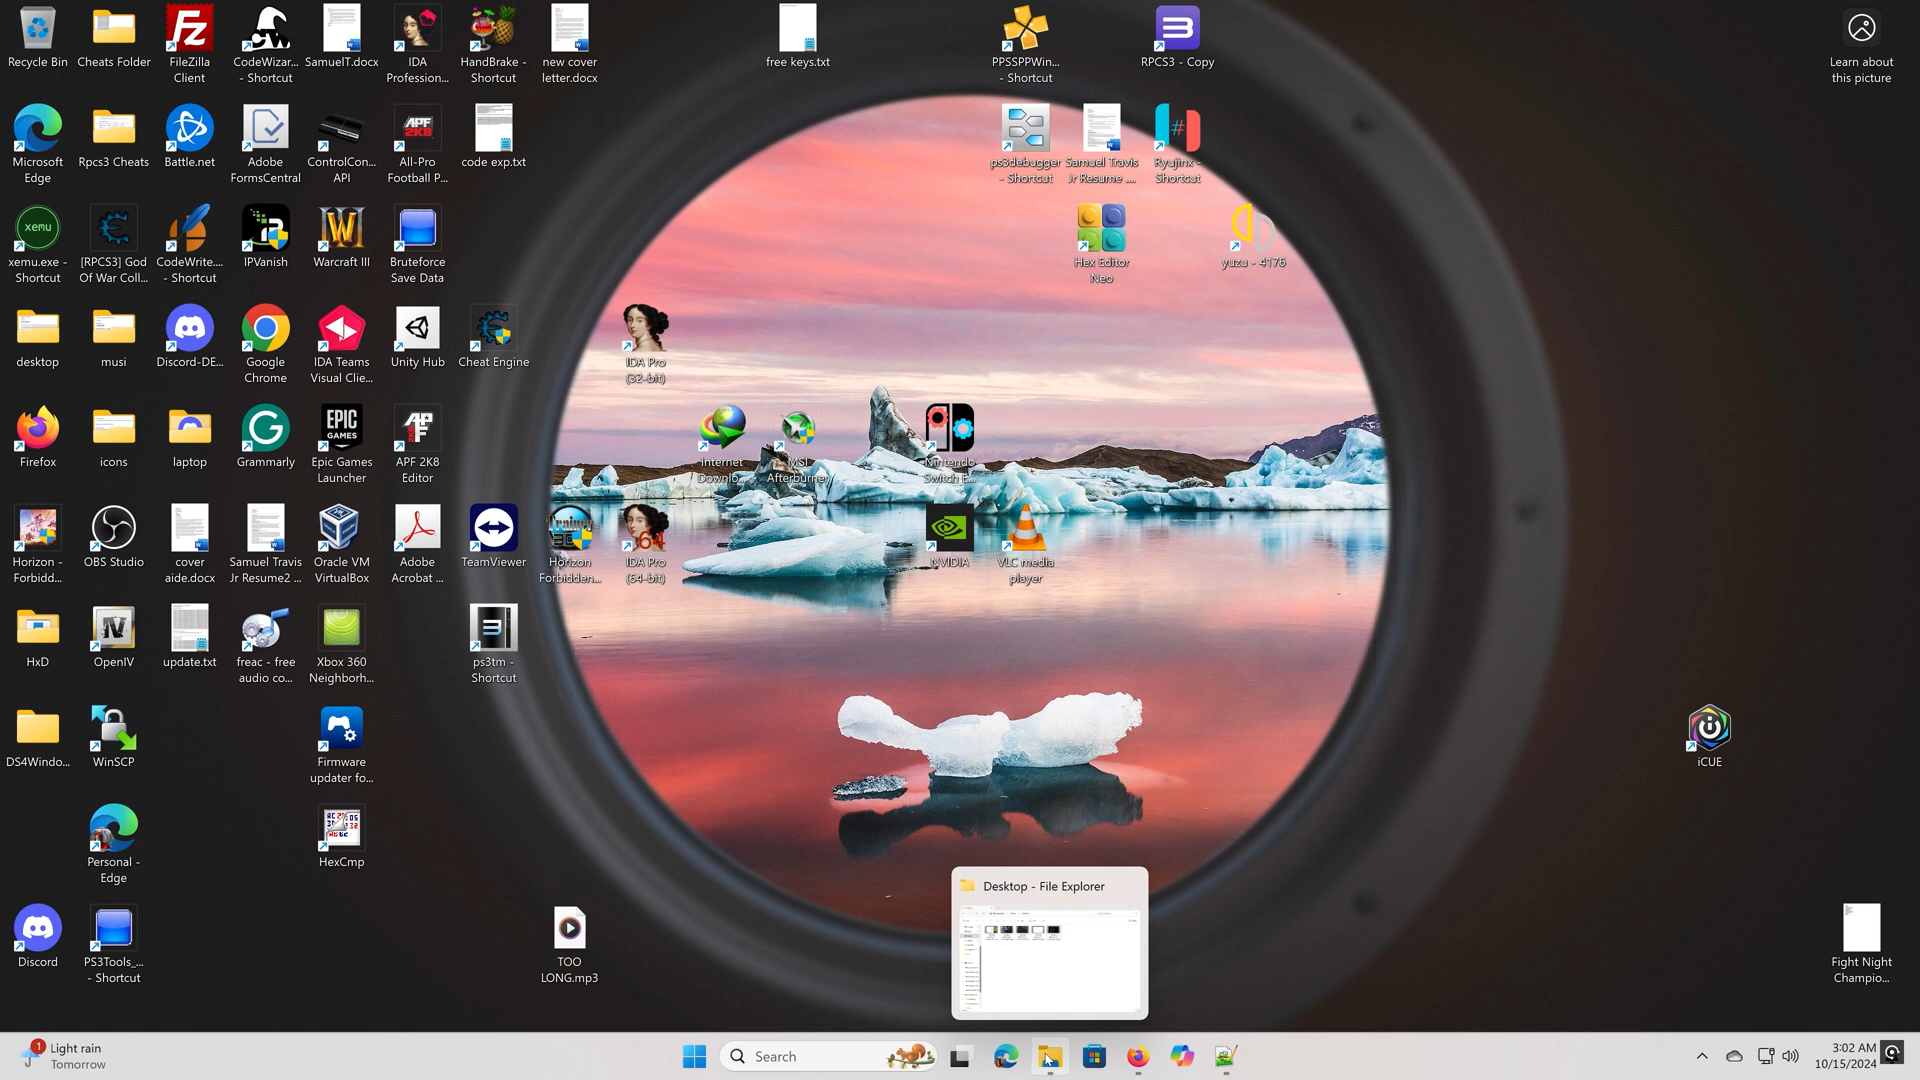 Recycle Bin
Cheats Folder
FileZilla
Client
CodeWizar...
- Shortcut
SamuelT.docx
IDA
Profession...
HandBrake -
Shortcut
new cover
letter.docx
free keys.txt
PPSSPPWin...
- Shortcut
RPCS3 - Copy
Learn about
this picture
Microsoft
Edge
Rpcs3 Cheats
Battle.net
Adobe
FormsCentral
ControlCon...
API
APF
2K8
All-Pro
Football P...
code exp.txt
ps3debugger
- Shortcut
Samuel Travis
Jr Resume ....
Ryujinx -
Shortcut
xemu
xemu.exe -
Shortcut
[RPCS3] God
Of War Coll...
CodeWrite....
- Shortcut
IPVanish
Warcraft III
Bruteforce
Save Data
Hex Editor
Neo
yuzu - 4176
desktop
musi
Discord-DE...
Google
Chrome
IDA Teams
Visual Clie...
Unity Hub
Cheat Engine
IDA Pro
(32-bit)
Firefox
icons
laptop
Grammarly
EPIC
GAMES
Epic Games
Launcher
APF 2K8
Editor
Internet
Downlo...
MSI
Afterburner
Nintendo
Switch E...
Horizon -
Forbidd...
OBS Studio
cover
aide.docx
Samuel Travis
Jr Resume2 ...
Oracle VM
VirtualBox
Adobe
Acrobat ...
TeamViewer
Horizon
Forbidden...
64
IDA Pro
(64-bit)
NVIDIA
VLC media
player
HxD
OpenIV
update.txt
freac - free
audio co...
Xbox 360
Neighborh...
ps3tm -
Shortcut
DS4Windo...
WinSCP
Firmware
updater fo...
iCUE
Personal -
Edge
HexCmp
Desktop - File Explorer
Discord
PS3Tools_...
- Shortcut
TOO
LONG.mp3
Fight Night
Champio...
1
Light rain
Tomorrow
Search
3:02 AM
10/15/2024